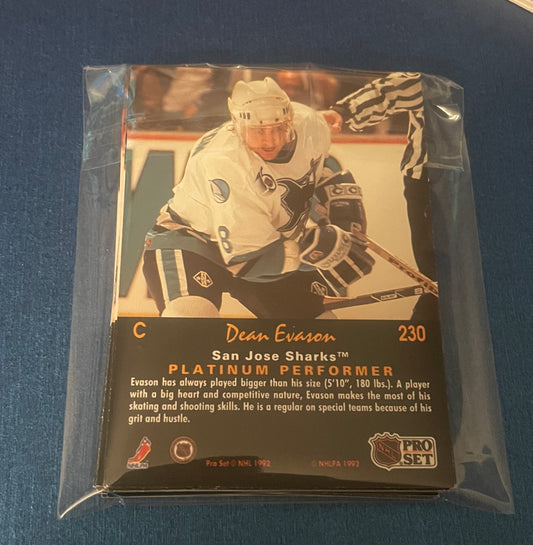 8
C Dean Evason 230
San Jose Sharks™
PLATINUM PERFORMER
Evason has always played bigger than his size (5'10", 180 lbs.). A player
with a big heart and competitive nature, Evason makes the most of his
skating and shooting skills. He is a regular on special teams because of his
grit and hustle.
NHLPA
Pro Set © NHL 1992 © NHLPA 1992
NHL PRO
SET